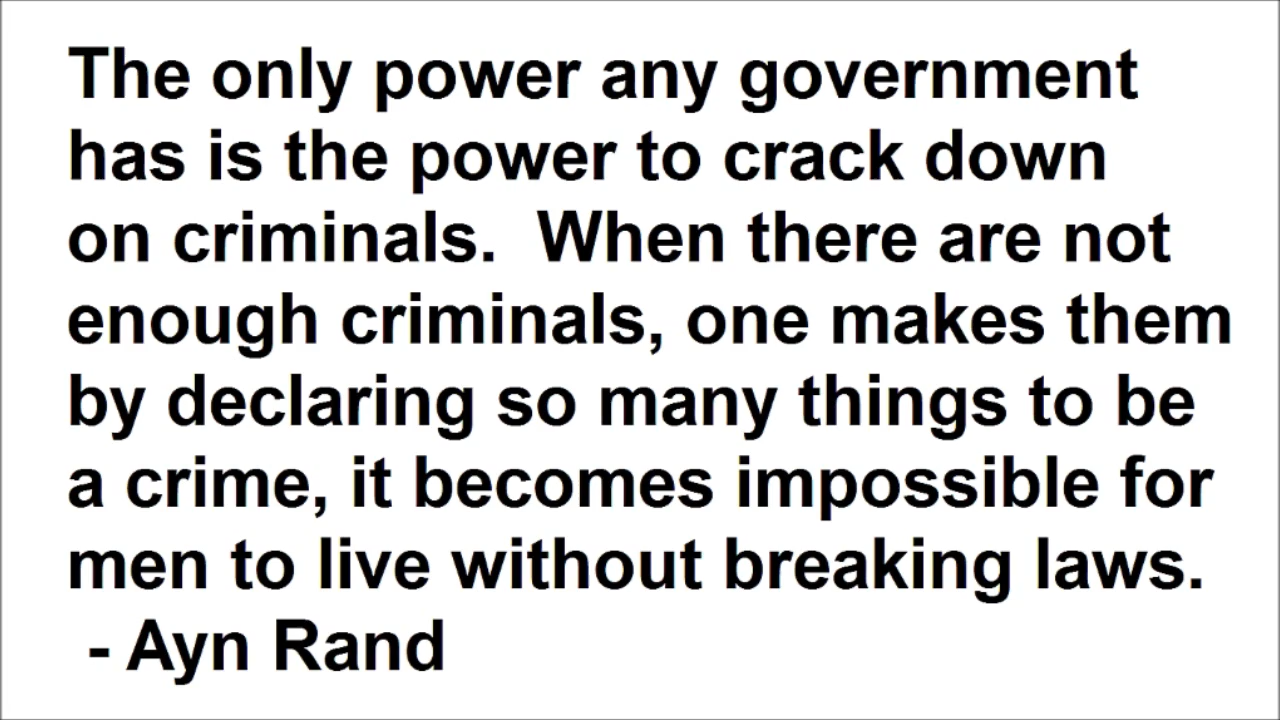 The only power any government
has is the power to crack down
on criminals.  When there are not
enough criminals, one makes them
by declaring so many things to be
a crime, it becomes impossible for
men to live without breaking laws.
- Ayn Rand